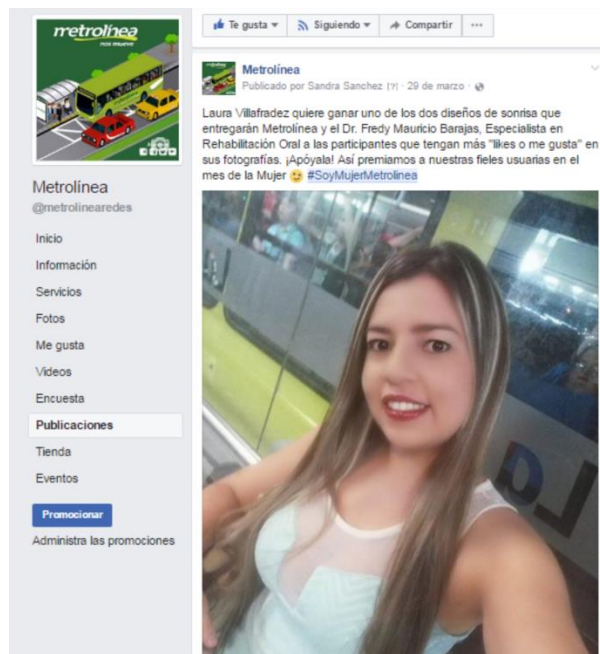 metrolínea
nos mueve
Metrolínea
@metrolinearedes
Inicio
Información
Servicios
Fotos
Me gusta
Videos
Encuesta
Publicaciones
Tienda
Eventos
Promocionar
Administra las promociones
Te gusta
Siguiendo
Compartir
Metrolínea
Publicado por Sandra Sanchez [?] · 29 de marzo ·
Laura Villafradez quiere ganar uno de los dos diseños de sonrisa que
entregarán Metrolínea y el Dr. Fredy Mauricio Barajas, Especialista en
Rehabilitación Oral a las participantes que tengan más "likes o me gusta" en
sus fotografías. ¡Apóyala! Así premiamos a nuestras fieles usuarias en el
mes de la Mujer 😉 #SoyMujerMetrolinea
La